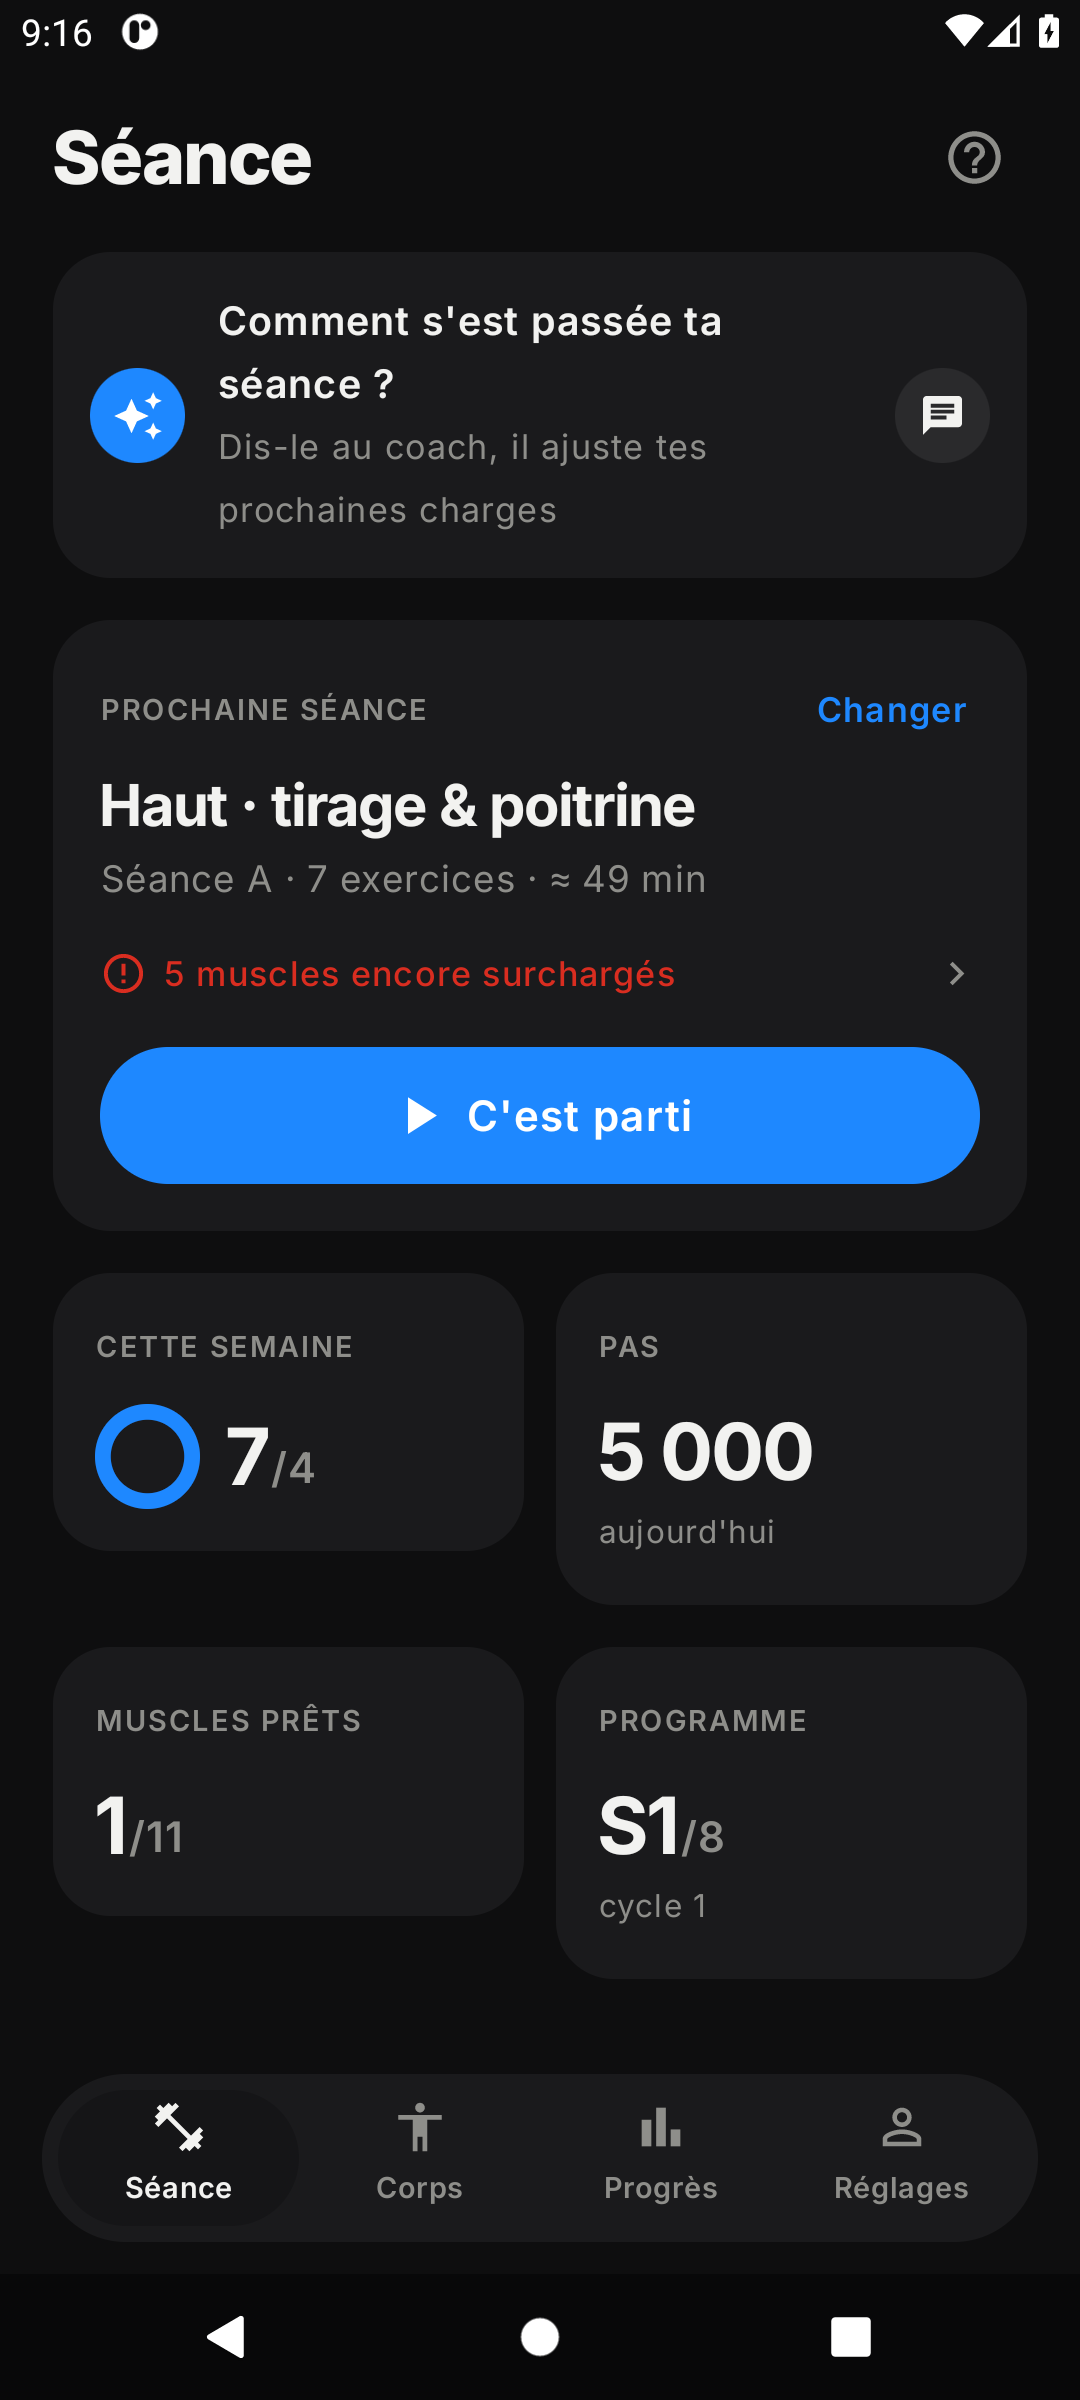 9:16
Séance
Comment s'est passée ta
séance ?
Dis-le au coach, il ajuste tes
prochaines charges
PROCHAINE SÉANCE
Changer
Haut · tirage & poitrine
Séance A · 7 exercices · ≈ 49 min
5 muscles encore surchargés
C'est parti
CETTE SEMAINE
7/4
PAS
5 000
aujourd'hui
MUSCLES PRÊTS
1/11
PROGRAMME
S1/8
cycle 1
Séance
Corps
Progrès
Réglages